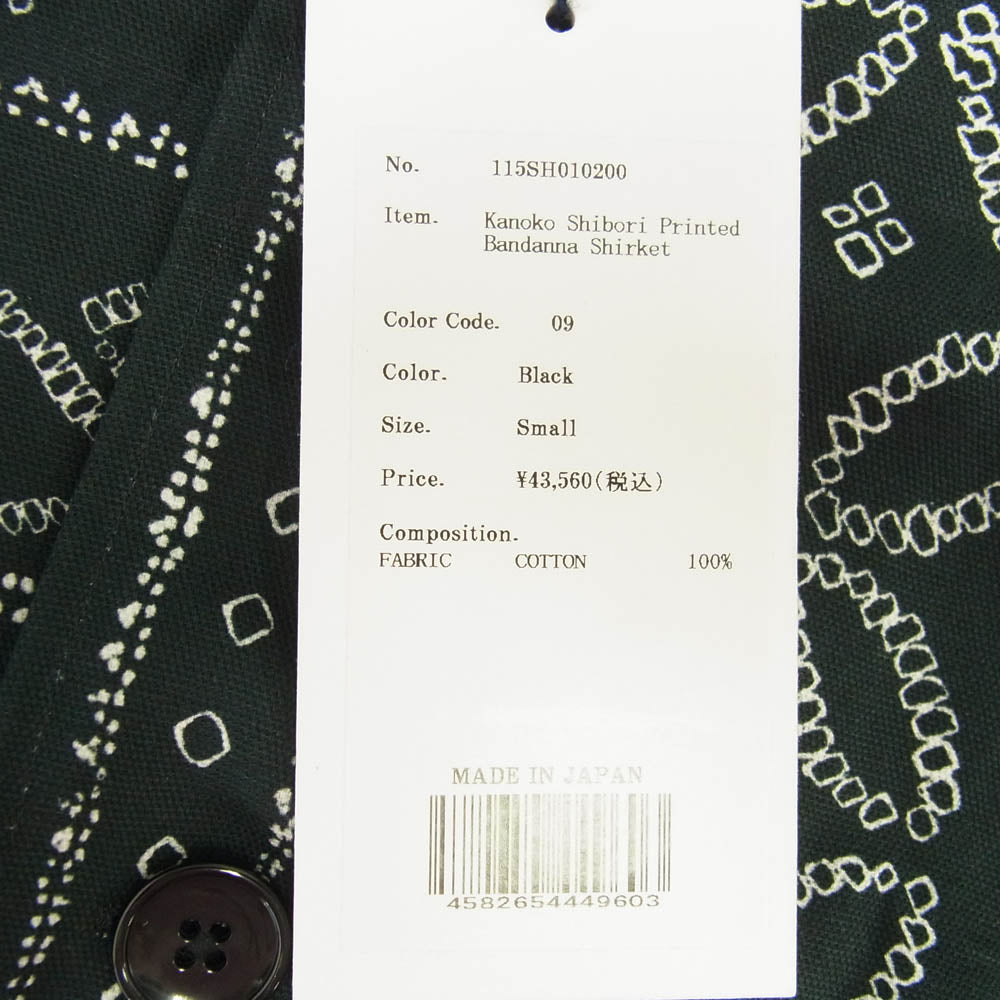 No. 115SH010200
Item. Kanoko Shibori Printed
Bandanna Shirket
Color Code. 09
Color. Black
Size. Small
Price. ¥43,560(税込)
Composition.
FABRIC COTTON 100%
MADE IN JAPAN
4582654449603